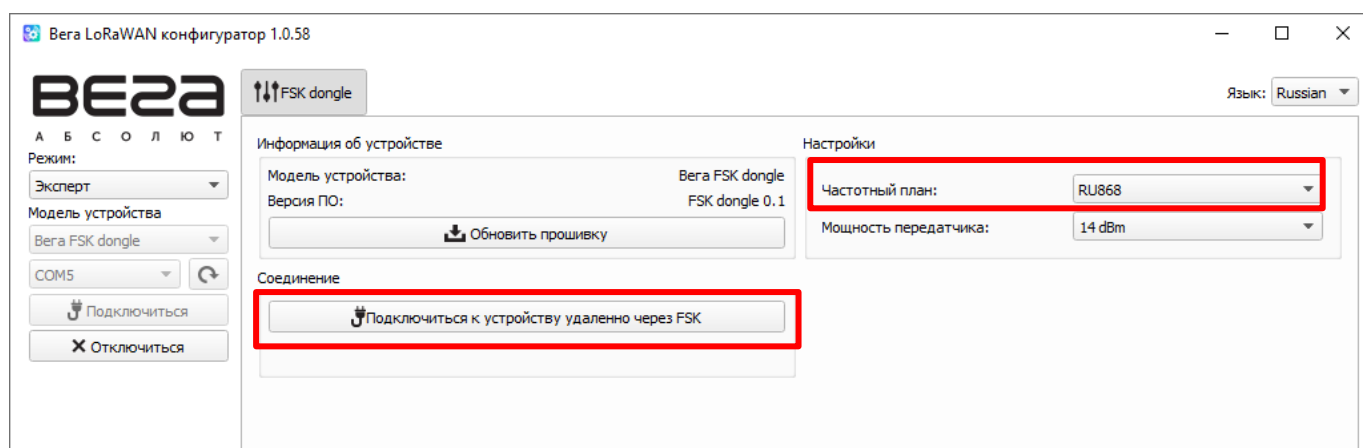 Вега LoRaWAN конфигуратор 1.0.58
ВЕГА
АБСОЛЮТ
Режим:
Эксперт
Модель устройства
Вега FSK dongle
COM5
Подключиться
Отключиться
FSK dongle
Язык: Russian
Информация об устройстве
Модель устройства: Вега FSK dongle
Версия ПО: FSK dongle 0.1
Обновить прошивку
Соединение
Подключиться к устройству удаленно через FSK
Настройки
Частотный план: RU868
Мощность передатчика: 14 dBm